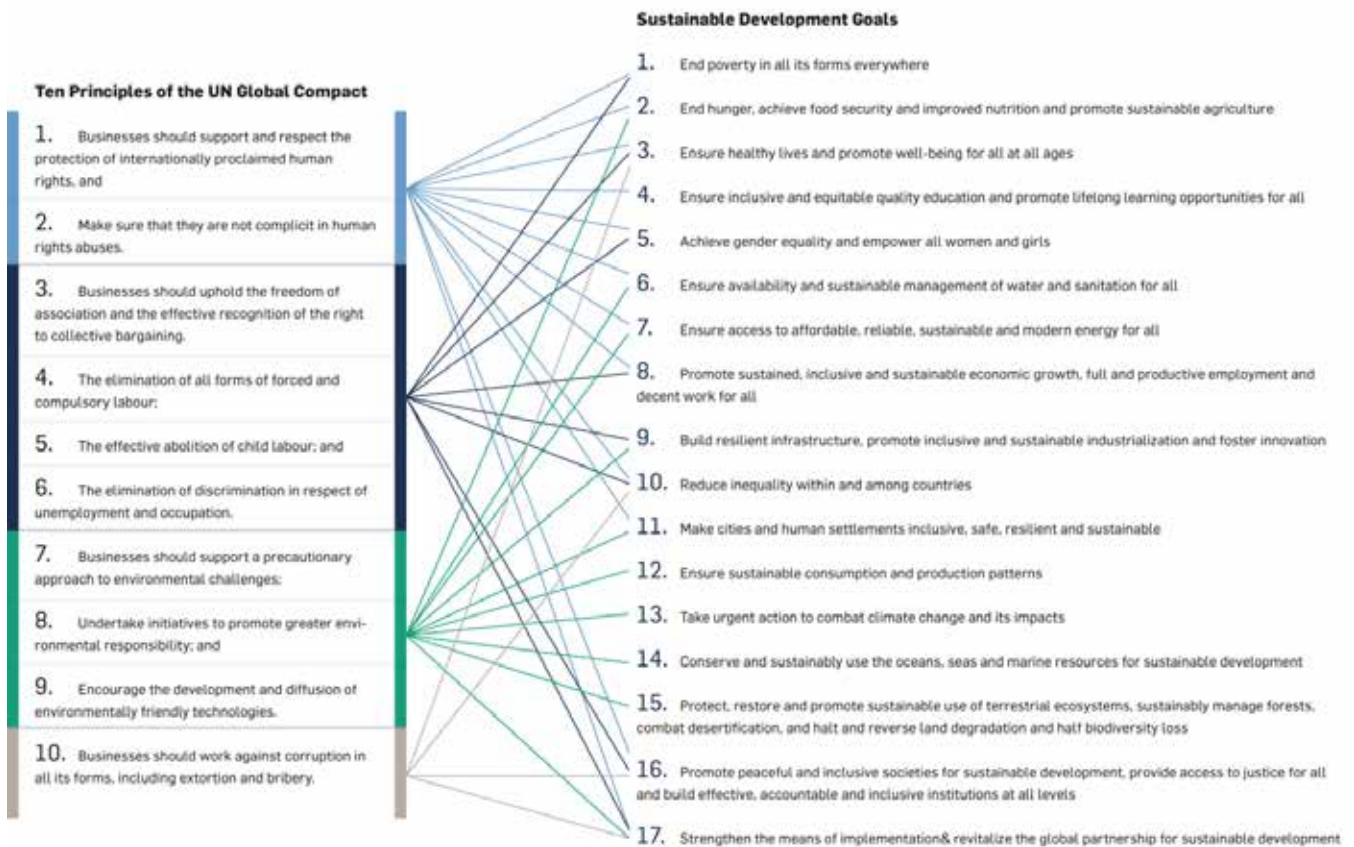 Ten Principles of the UN Global Compact
1. Businesses should support and respect the
protection of internationally proclaimed human
rights, and
2. Make sure that they are not complicit in human
rights abuses.
3. Businesses should uphold the freedom of
association and the effective recognition of the right
to collective bargaining.
4. The elimination of all forms of forced and
compulsory labour;
5. The effective abolition of child labour; and
6. The elimination of discrimination in respect of
unemployment and occupation.
7. Businesses should support a precautionary
approach to environmental challenges;
8. Undertake initiatives to promote greater envi-
ronmental responsibility; and
9. Encourage the development and diffusion of
environmentally friendly technologies.
10. Businesses should work against corruption in
all its forms, including extortion and bribery.
Sustainable Development Goals
1. End poverty in all its forms everywhere
2. End hunger, achieve food security and improved nutrition and promote sustainable agriculture
3. Ensure healthy lives and promote well-being for all at all ages
4. Ensure inclusive and equitable quality education and promote lifelong learning opportunities for all
5. Achieve gender equality and empower all women and girls
6. Ensure availability and sustainable management of water and sanitation for all
7. Ensure access to affordable, reliable, sustainable and modern energy for all
8. Promote sustained, inclusive and sustainable economic growth, full and productive employment and
decent work for all
9. Build resilient infrastructure, promote inclusive and sustainable industrialization and foster innovation
10. Reduce inequality within and among countries
11. Make cities and human settlements inclusive, safe, resilient and sustainable
12. Ensure sustainable consumption and production patterns
13. Take urgent action to combat climate change and its impacts
14. Conserve and sustainably use the oceans, seas and marine resources for sustainable development
15. Protect, restore and promote sustainable use of terrestrial ecosystems, sustainably manage forests,
combat desertification, and halt and reverse land degradation and half biodiversity loss
16. Promote peaceful and inclusive societies for sustainable development, provide access to justice for all
and build effective, accountable and inclusive institutions at all levels
17. Strengthen the means of implementation& revitalize the global partnership for sustainable development